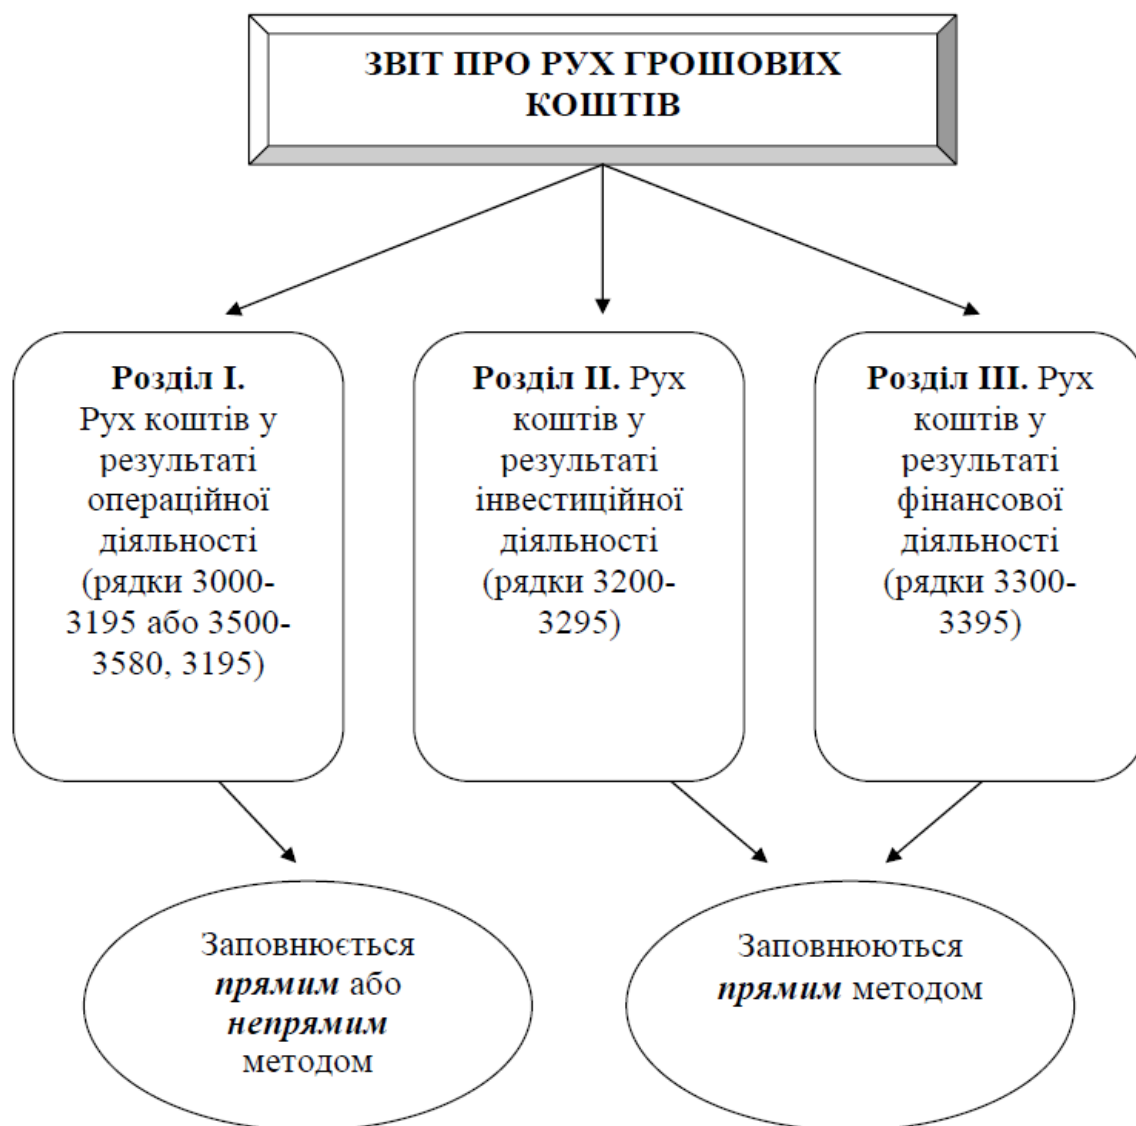 ЗВІТ ПРО РУХ ГРОШОВИХ
КОШТІВ
Розділ I.
Рух коштів у
результаті
операційної
діяльності
(рядки 3000-
3195 або 3500-
3580, 3195)
Розділ II. Рух
коштів у
результаті
інвестиційної
діяльності
(рядки 3200-
3295)
Розділ III. Рух
коштів у
результаті
фінансової
діяльності
(рядки 3300-
3395)
Заповнюється
прямим або
непрямим
методом
Заповнюються
прямим методом